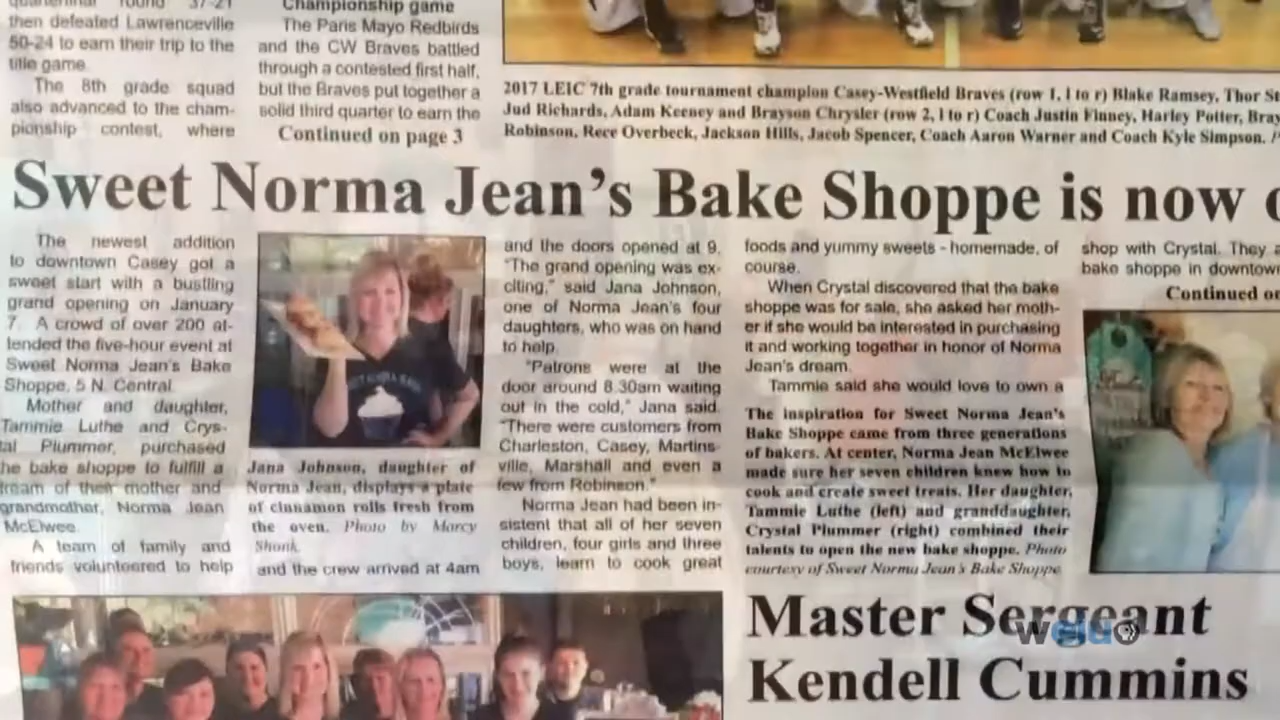 quarterfinal round 37-21
then defeated Lawrenceville
50-24 to earn their trip to the
title game.
The 8th grade squad
also advanced to the cham-
pionship contest, where
Championship game
The Paris Mayo Redbirds
and the CW Braves battled
through a contested first half,
but the Braves put together a
solid third quarter to earn the
Continued on page 3
2017 LEIC 7th grade tournament champion Casey-Westfield Braves (row 1, l to r) Blake Ramsey, Thor St
Jud Richards, Adam Keeney and Brayson Chrysler (row 2, l to r) Coach Justin Finney, Harley Potter, Bray
Robinson, Rece Overbeck, Jackson Hills, Jacob Spencer, Coach Aaron Warner and Coach Kyle Simpson. P
Sweet Norma Jean's Bake Shoppe is now o
The newest addition
to downtown Casey got a
sweet start with a bustling
grand opening on January
7. A crowd of over 200 at-
tended the five-hour event at
Sweet Norma Jean's Bake
Shoppe, 5 N. Central.
Mother and daughter,
Tammie Luthe and Crys-
tal Plummer, purchased
he bake shoppe to fulfill a
dream of their mother and
grandmother, Norma Jean
McElwee.
A team of family and
friends volunteered to help
Jana Johnson, daughter of
Norma Jean, displays a plate
of cinnamon rolls fresh from
the oven. Photo by Marcy
Shonk.
and the crew arrived at 4am
and the doors opened at 9.
"The grand opening was ex-
citing," said Jana Johnson,
one of Norma Jean's four
daughters, who was on hand
to help.
"Patrons were at the
door around 8:30am waiting
out in the cold," Jana said.
"There were customers from
Charleston, Casey, Martins-
ville, Marshall and even a
few from Robinson."
Norma Jean had been in-
sistent that all of her seven
children, four girls and three
boys, learn to cook great
foods and yummy sweets - homemade, of
course.
When Crystal discovered that the bake
shoppe was for sale, she asked her moth-
er if she would be interested in purchasing
it and working together in honor of Norma
Jean's dream.
Tammie said she would love to own a
The inspiration for Sweet Norma Jean's
Bake Shoppe came from three generations
of bakers. At center, Norma Jean McElwee
made sure her seven children knew how to
cook and create sweet treats. Her daughter,
Tammie Luthe (left) and granddaughter,
Crystal Plummer (right) combined their
talents to open the new bake shoppe. Photo
courtesy of Sweet Norma Jean's Bake Shoppe
shop with Crystal. They a
bake shoppe in downtown
Continued on
Master Sergeant
Kendell Cummins
weiu PBS